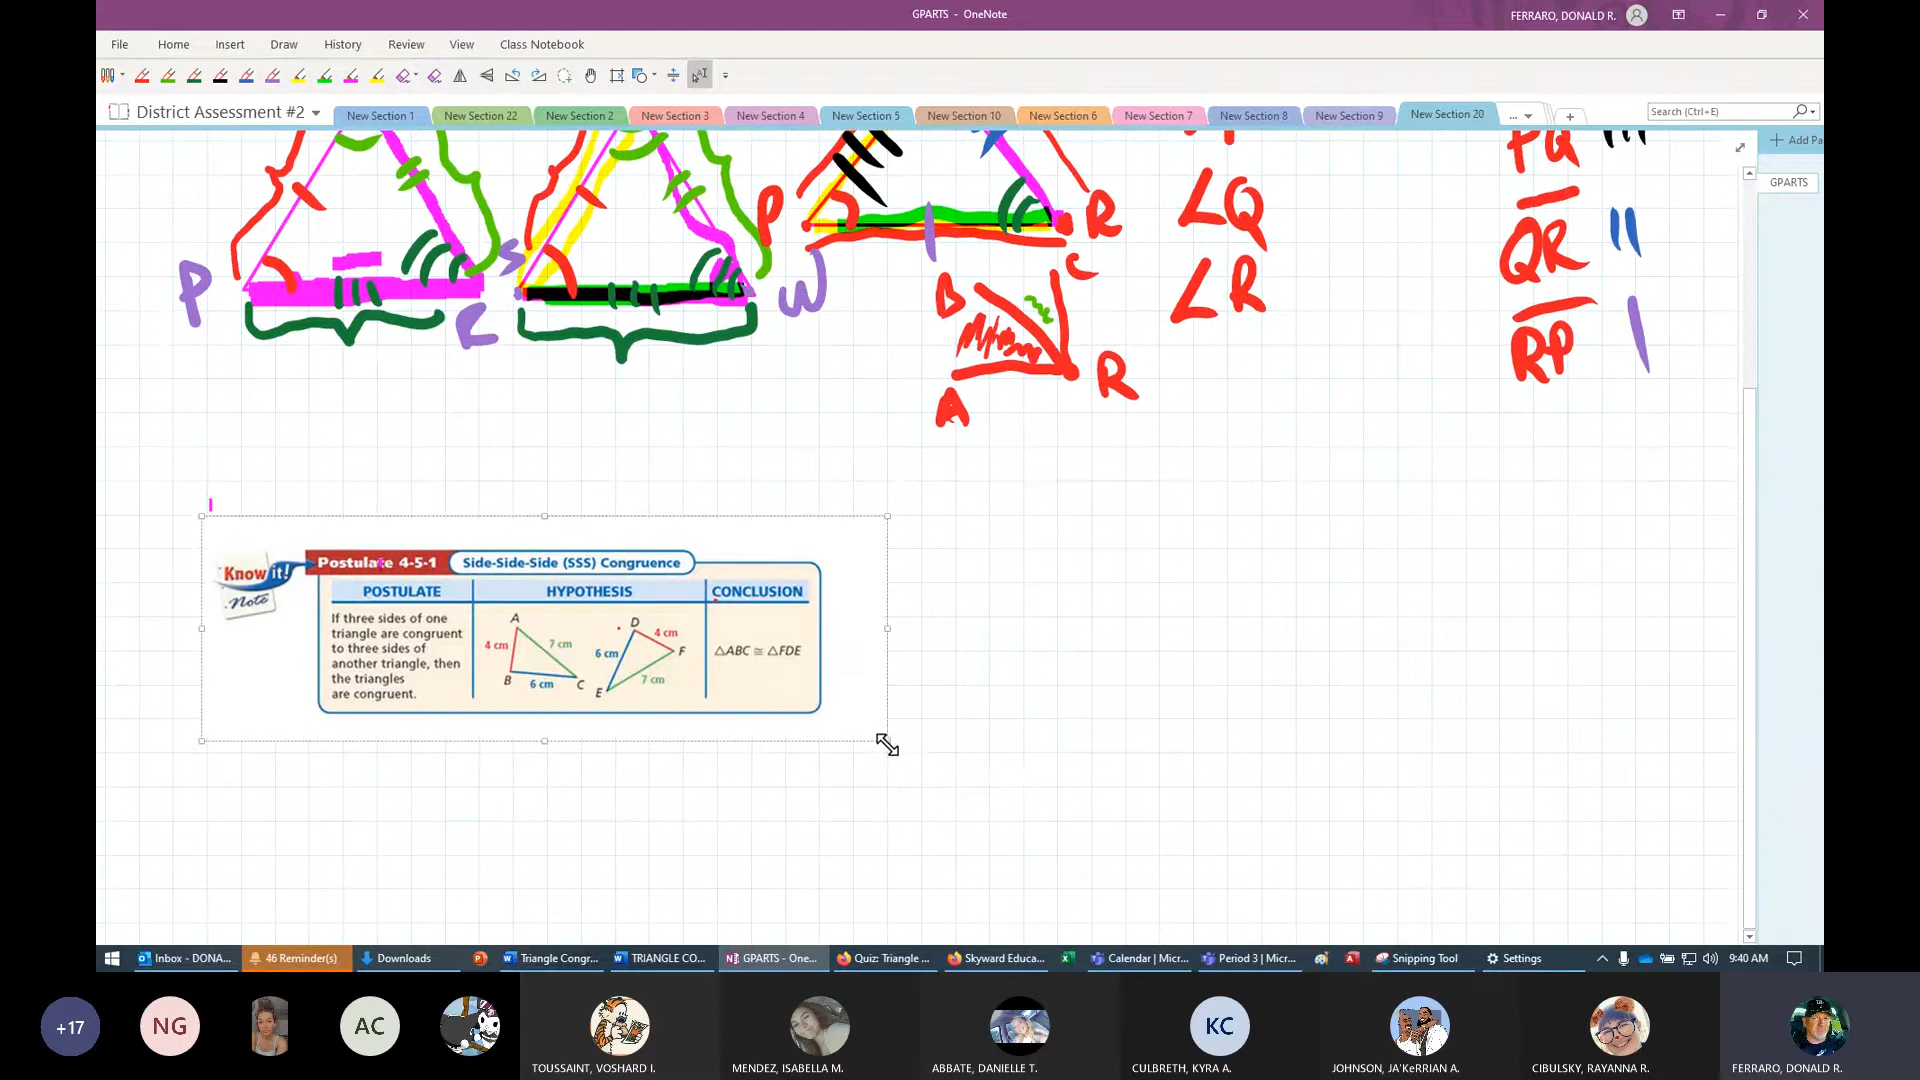 GPARTS - OneNote
FERRARO, DONALD R.
File Home Insert Draw History Review View Class Notebook
District Assessment #2
New Section 1 New Section 22 New Section 2 New Section 3 New Section 4 New Section 5 New Section 10 New Section 6 New Section 7 New Section 8 New Section 9 New Section 20 ...
Search (Ctrl+E)
Add Pa
GPARTS
PQ
P R ∠Q
S QR
P R W B C ∠R
RP
A R
Know it! Note
Postulate 4-5-1 Side-Side-Side (SSS) Congruence
POSTULATE HYPOTHESIS CONCLUSION
If three sides of one
triangle are congruent
to three sides of
another triangle, then
the triangles
are congruent.
A 4 cm 7 cm B 6 cm C
D 4 cm 6 cm F E 7 cm
△ABC ≅ △FDE
Inbox - DONA... 46 Reminder(s) Downloads Triangle Congr... TRIANGLE CO... GPARTS - One... Quiz: Triangle ... Skyward Educa... Calendar | Micr... Period 3 | Micr... Snipping Tool Settings 9:40 AM
+17 NG AC KC
TOUSSAINT, VOSHARD I. MENDEZ, ISABELLA M. ABBATE, DANIELLE T. CULBRETH, KYRA A. JOHNSON, JA'KeRRIAN A. CIBULSKY, RAYANNA R. FERRARO, DONALD R.